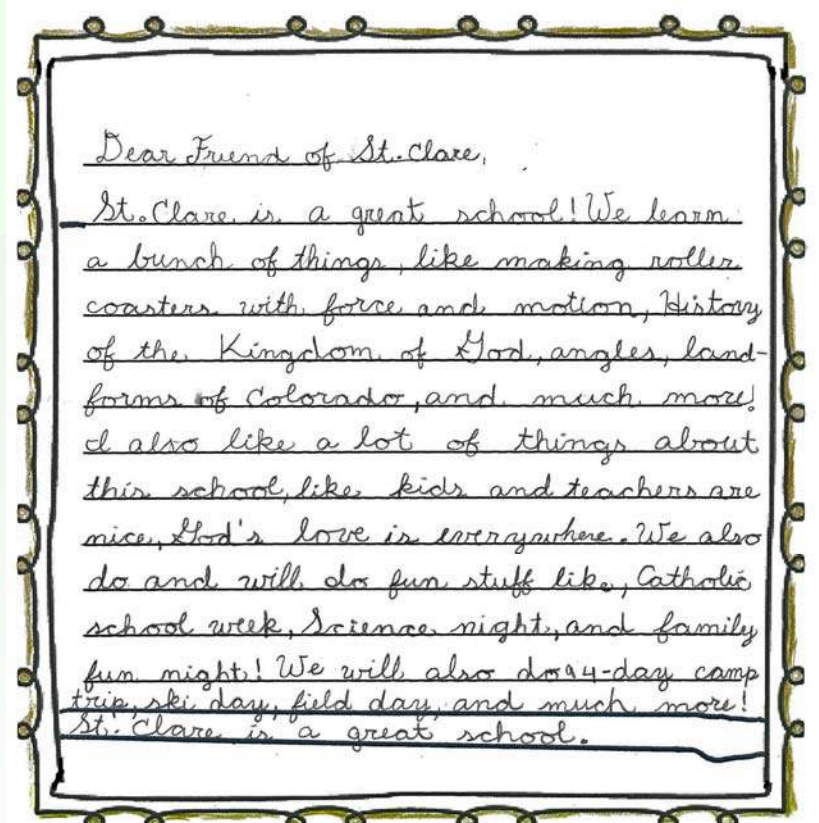 Dear Friend of St. Clare,
St. Clare is a great school! We learn
a bunch of things, like making roller
coasters with force and motion, History
of the Kingdom of God, angles, land-
forms of Colorado, and much more!
I also like a lot of things about
this school, like kids and teachers are
nice, God's love is everywhere. We also
do and will do fun stuff like, Catholic
school week, Science night, and family
fun night! We will also do a 4-day camp
trip, ski day, field day, and much more!
St. Clare is a great school.